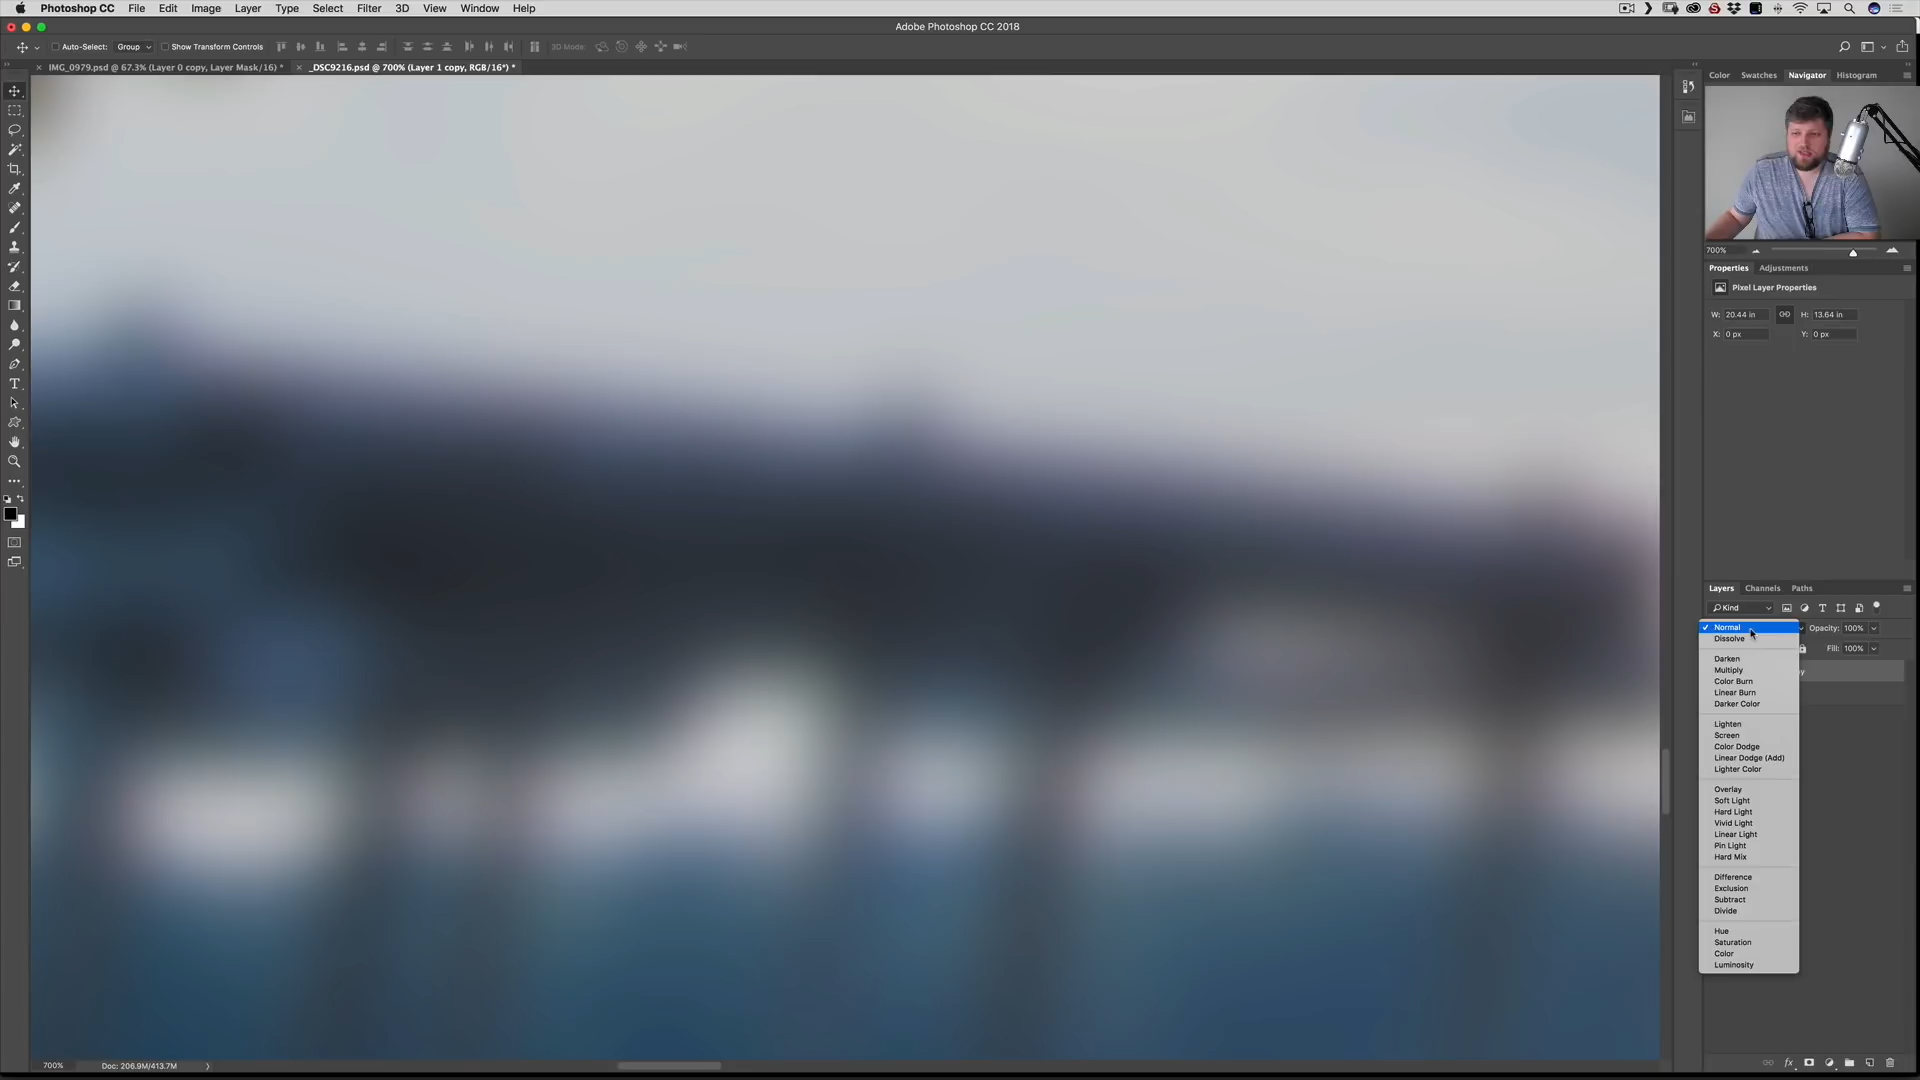 Photoshop CC File Edit Image Layer Type Select Filter 3D View Window Help
Adobe Photoshop CC 2018
Auto-Select: Group Show Transform Controls 3D Mode:
IMG_0979.psd @ 67.3% (Layer 0 copy, Layer Mask/16) * _DSC9216.psd @ 700% (Layer 1 copy, RGB/16*) *
Color Swatches Navigator Histogram
700%
Properties Adjustments
Pixel Layer Properties
W: 20.44 in H: 13.64 in
X: 0 px Y: 0 px
Layers Channels Paths
Kind
Normal Opacity: 100%
Dissolve
Fill: 100%
Darken
Multiply
Color Burn
Linear Burn
Darker Color
Lighten
Screen
Color Dodge
Linear Dodge (Add)
Lighter Color
Overlay
Soft Light
Hard Light
Vivid Light
Linear Light
Pin Light
Hard Mix
Difference
Exclusion
Subtract
Divide
Hue
Saturation
Color
Luminosity
700% Doc: 206.9M/413.7M